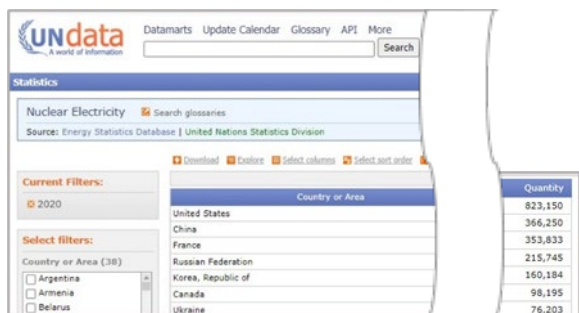 UNdata
A world of information
Datamarts Update Calendar Glossary API More
Search
Statistics
Nuclear Electricity Search glossaries
Source: Energy Statistics Database | United Nations Statistics Division
Download Explore Select columns Select sort order
Current Filters:
2020
Select filters:
Country or Area (38)
Argentina
Armenia
Belarus
Country or Area Quantity
United States 823,150
China 366,250
France 353,833
Russian Federation 215,745
Korea, Republic of 160,184
Canada 98,195
Ukraine 76,203